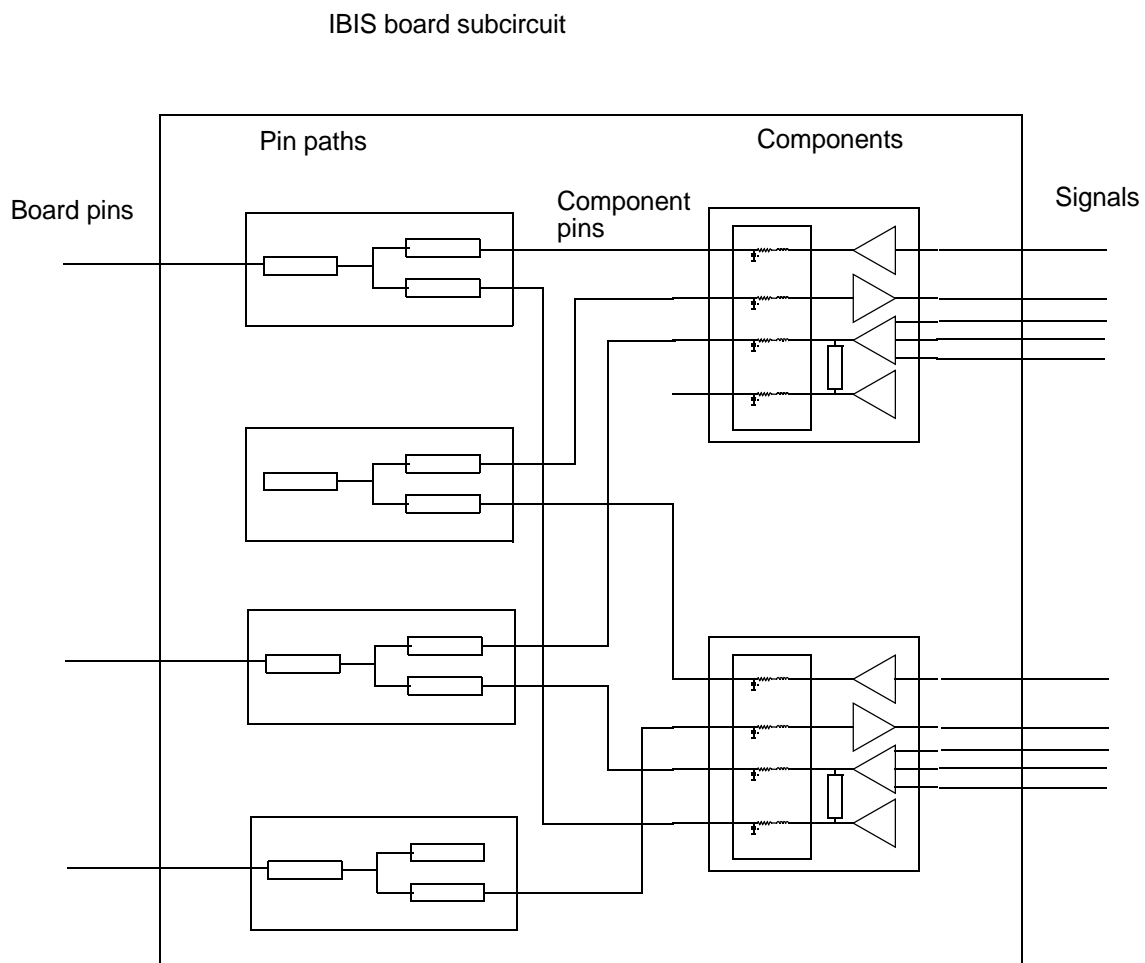 IBIS board subcircuit
Pin paths
Components
Board pins
Component
pins
Signals